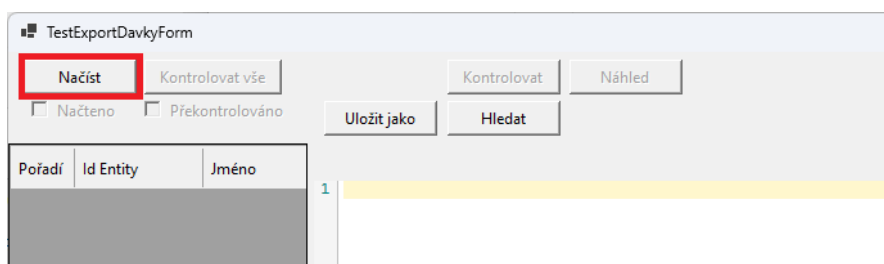 TestExportDavkyForm
Načíst Kontrolovat vše Kontrolovat Náhled
Načteno Překontrolováno
Uložit jako Hledat
Pořadí Id Entity Jméno
1